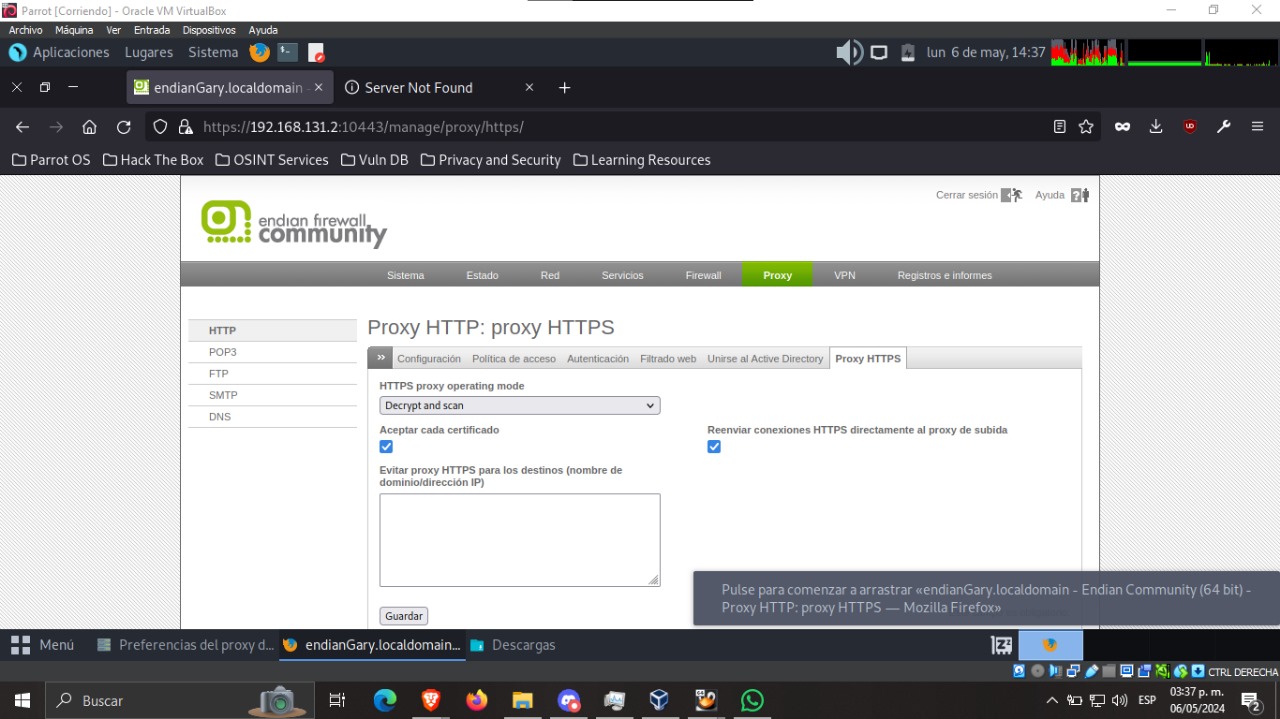 Parrot [Corriendo] - Oracle VM VirtualBox
Archivo Máquina Ver Entrada Dispositivos Ayuda
Aplicaciones Lugares Sistema lun 6 de may, 14:37
endianGary.localdomain - Server Not Found
https://192.168.131.2:10443/manage/proxy/https/
Parrot OS Hack The Box OSINT Services Vuln DB Privacy and Security Learning Resources
Cerrar sesión Ayuda
endian firewall
community
Sistema Estado Red Servicios Firewall Proxy VPN Registros e informes
HTTP
POP3
FTP
SMTP
DNS
Proxy HTTP: proxy HTTPS
» Configuración Política de acceso Autenticación Filtrado web Unirse al Active Directory Proxy HTTPS
HTTPS proxy operating mode
Decrypt and scan
Aceptar cada certificado Reenviar conexiones HTTPS directamente al proxy de subida
Evitar proxy HTTPS para los destinos (nombre de
dominio/dirección IP)
Guardar
Pulse para comenzar a arrastrar «endianGary.localdomain - Endian Community (64 bit) -
Proxy HTTP: proxy HTTPS — Mozilla Firefox»
Menú Preferencias del proxy d... endianGary.localdomain... Descargas
CTRL DERECHA
Buscar ESP 03:37 p. m.
06/05/2024 2